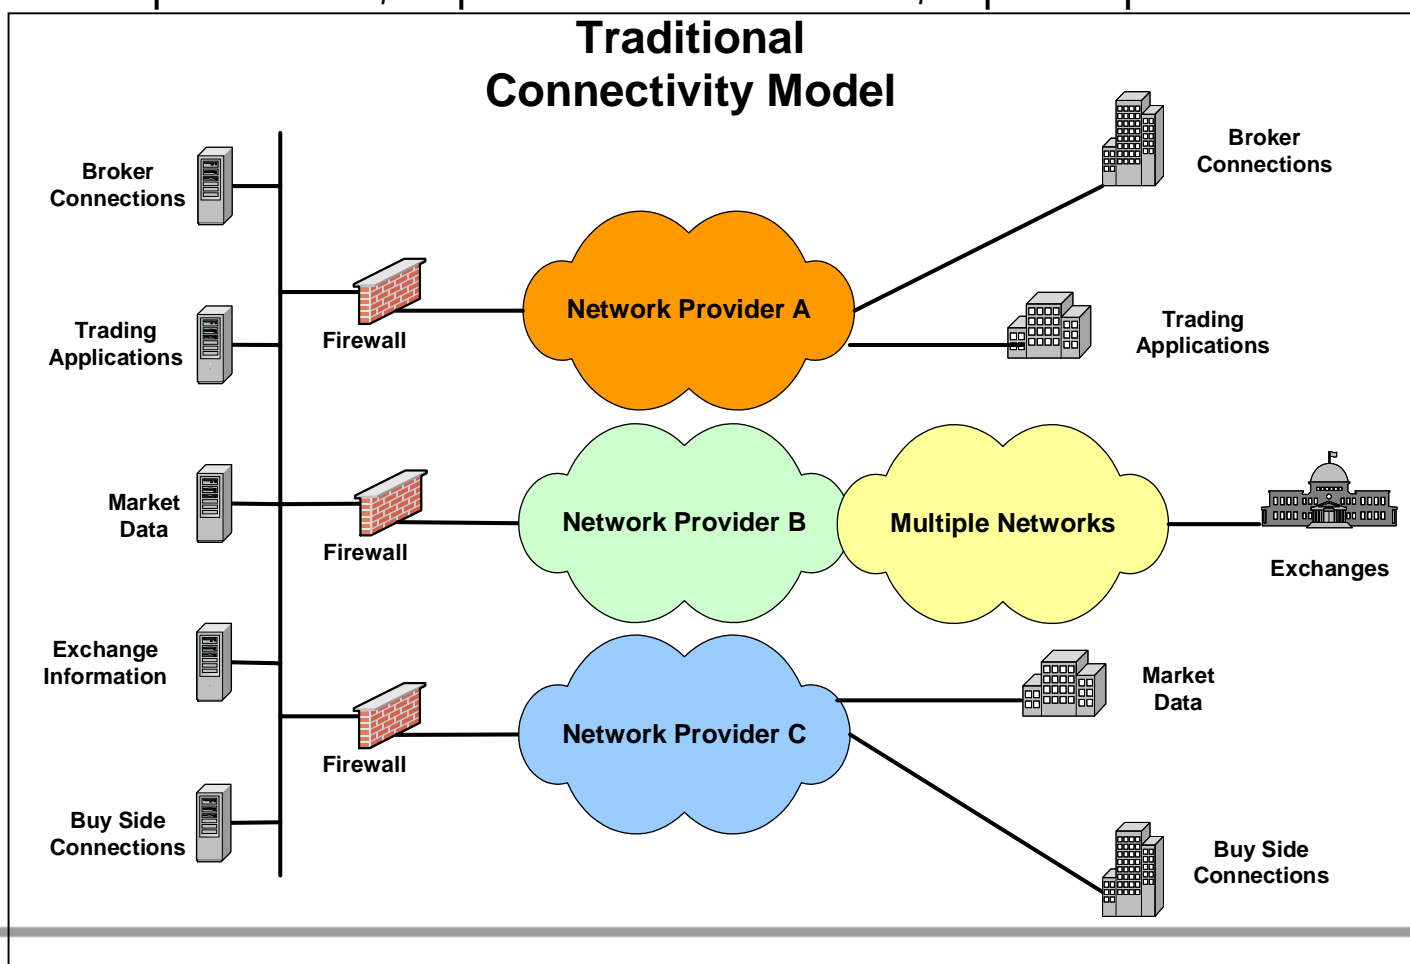 Traditional
Connectivity Model
Broker
Connections
Trading
Applications
Market
Data
Exchange
Information
Buy Side
Connections
Firewall
Firewall
Firewall
Network Provider A
Network Provider B
Multiple Networks
Network Provider C
Broker
Connections
Trading
Applications
Exchanges
Market
Data
Buy Side
Connections